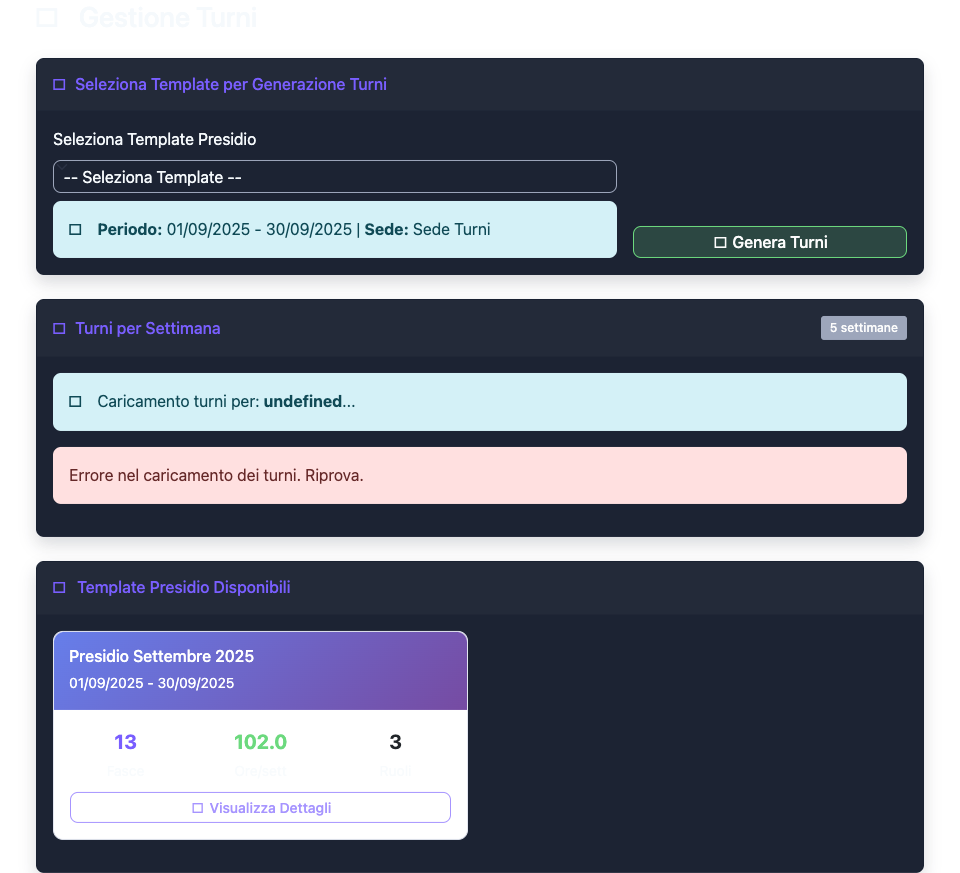 Gestione Turni
Seleziona Template per Generazione Turni
Seleziona Template Presidio
-- Seleziona Template --
Periodo: 01/09/2025 - 30/09/2025 | Sede: Sede Turni
Genera Turni
Turni per Settimana
5 settimane
Caricamento turni per: undefined...
Errore nel caricamento dei turni. Riprova.
Template Presidio Disponibili
Presidio Settembre 2025
01/09/2025 - 30/09/2025
13 102.0 3
Visualizza Dettagli